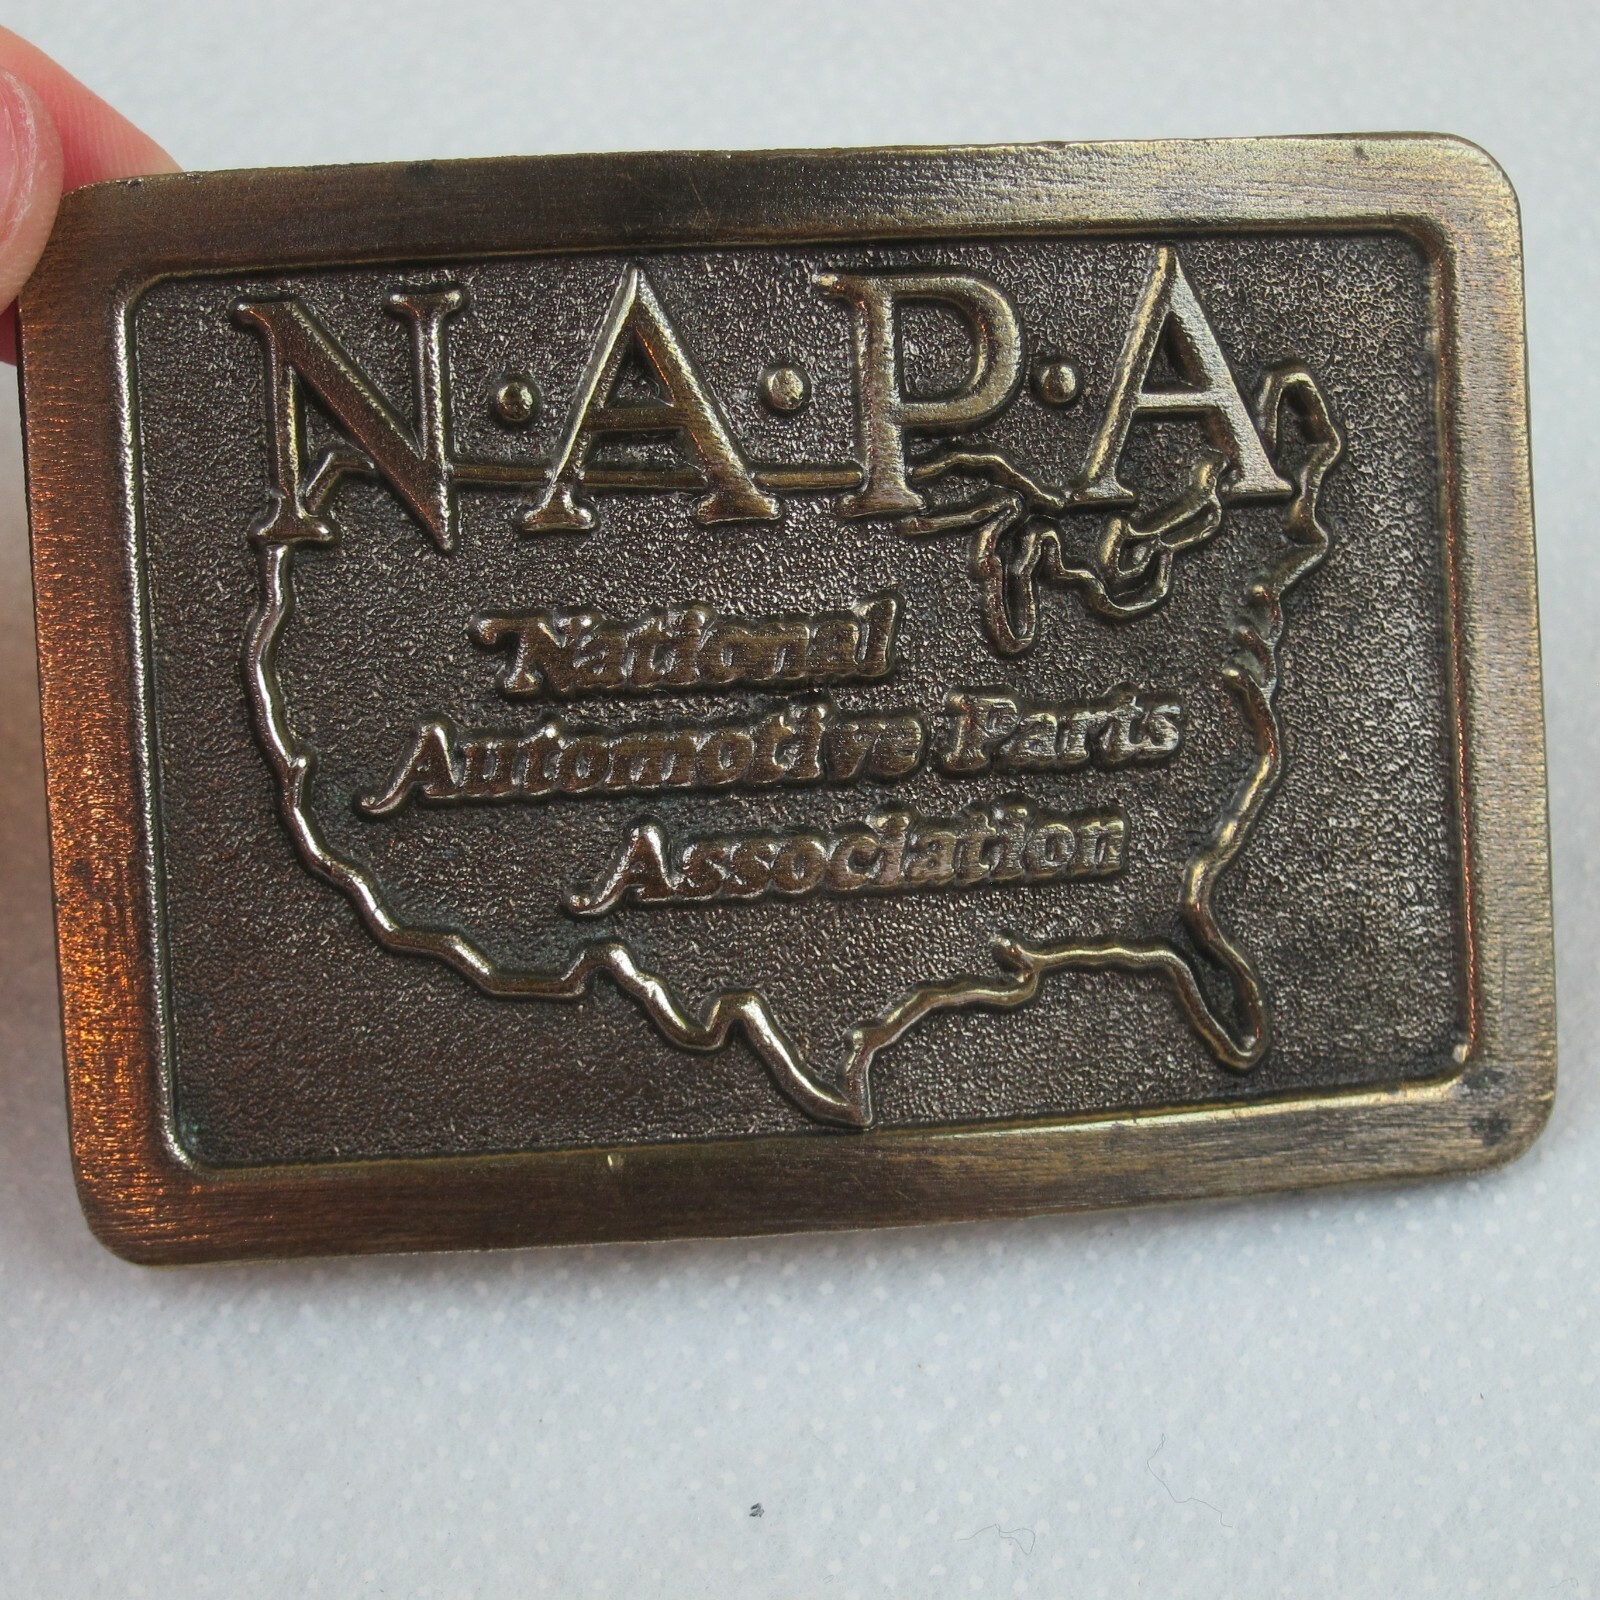 N·A·P·A
National
Automotive Parts
Association